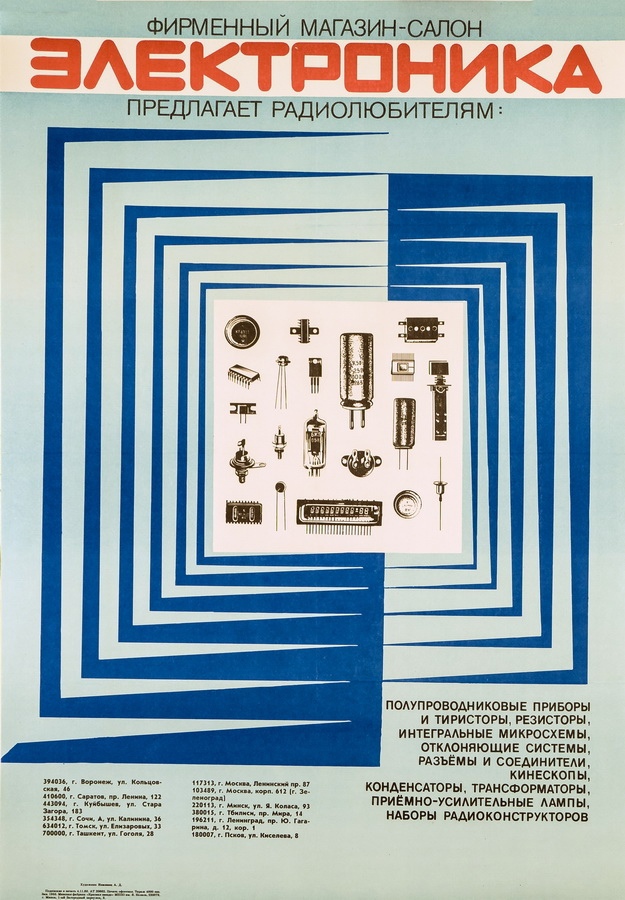 ФИРМЕННЫЙ МАГАЗИН-САЛОН
ЭЛЕКТРОНИКА
ПРЕДЛАГАЕТ РАДИОЛЮБИТЕЛЯМ:
ПОЛУПРОВОДНИКОВЫЕ ПРИБОРЫ
И ТИРИСТОРЫ, РЕЗИСТОРЫ,
ИНТЕГРАЛЬНЫЕ МИКРОСХЕМЫ,
ОТКЛОНЯЮЩИЕ СИСТЕМЫ,
РАЗЪЁМЫ И СОЕДИНИТЕЛИ,
КИНЕСКОПЫ,
КОНДЕНСАТОРЫ, ТРАНСФОРМАТОРЫ,
ПРИЁМНО-УСИЛИТЕЛЬНЫЕ ЛАМПЫ,
НАБОРЫ РАДИОКОНСТРУКТОРОВ
394036, г. Воронеж, ул. Кольцов-
ская, 46
410600, г. Саратов, пр. Ленина, 122
443094, г. Куйбышев, ул. Стара
Загора, 183
354348, г. Сочи, А, ул. Калинина, 36
634012, г. Томск, ул. Елизаровых, 33
700000, г. Ташкент, ул. Гоголя, 28
117313, г. Москва, Ленинский пр. 87
103489, г. Москва, корп. 612 (г. Зе-
леноград)
220113, г. Минск, ул. Я. Коласа, 93
380015, г. Тбилиси, пр. Мира, 14
196211, г. Ленинград, пр. Ю. Гага-
рина, д. 12, кор. 1
180007, г. Псков, ул. Киселева, 8